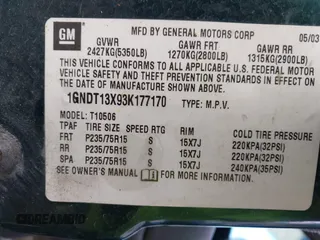 GM
MFD BY GENERAL MOTORS CORP 05/03
GVWR GAWR FRT GAWR RR
2427KG(5350LB) 1270KG(2800LB) 1315KG(2900LB)
THIS VEHICLE CONFORMS TO ALL APPLICABLE U.S. FEDERAL
MOTOR VEHICLE SAFETY STANDARDS IN EFFECT ON THE
DATE OF MANUFACTURE SHOWN ABOVE.
1GNDT13X93K177170 TYPE: M.P.V.
MODEL: T10506
TPAF TIRE SIZE SPEED RTG RIM COLD TIRE PRESSURE
FRT P235/75R15 S 15X7J 220KPA(32PSI)
RR P235/75R15 S 15X7J 220KPA(32PSI)
SPA P235/75R15 S 15X7J 240KPA(35PSI)
SEE OWNER'S MANUAL FOR MORE INFORMATION
CREAMBID